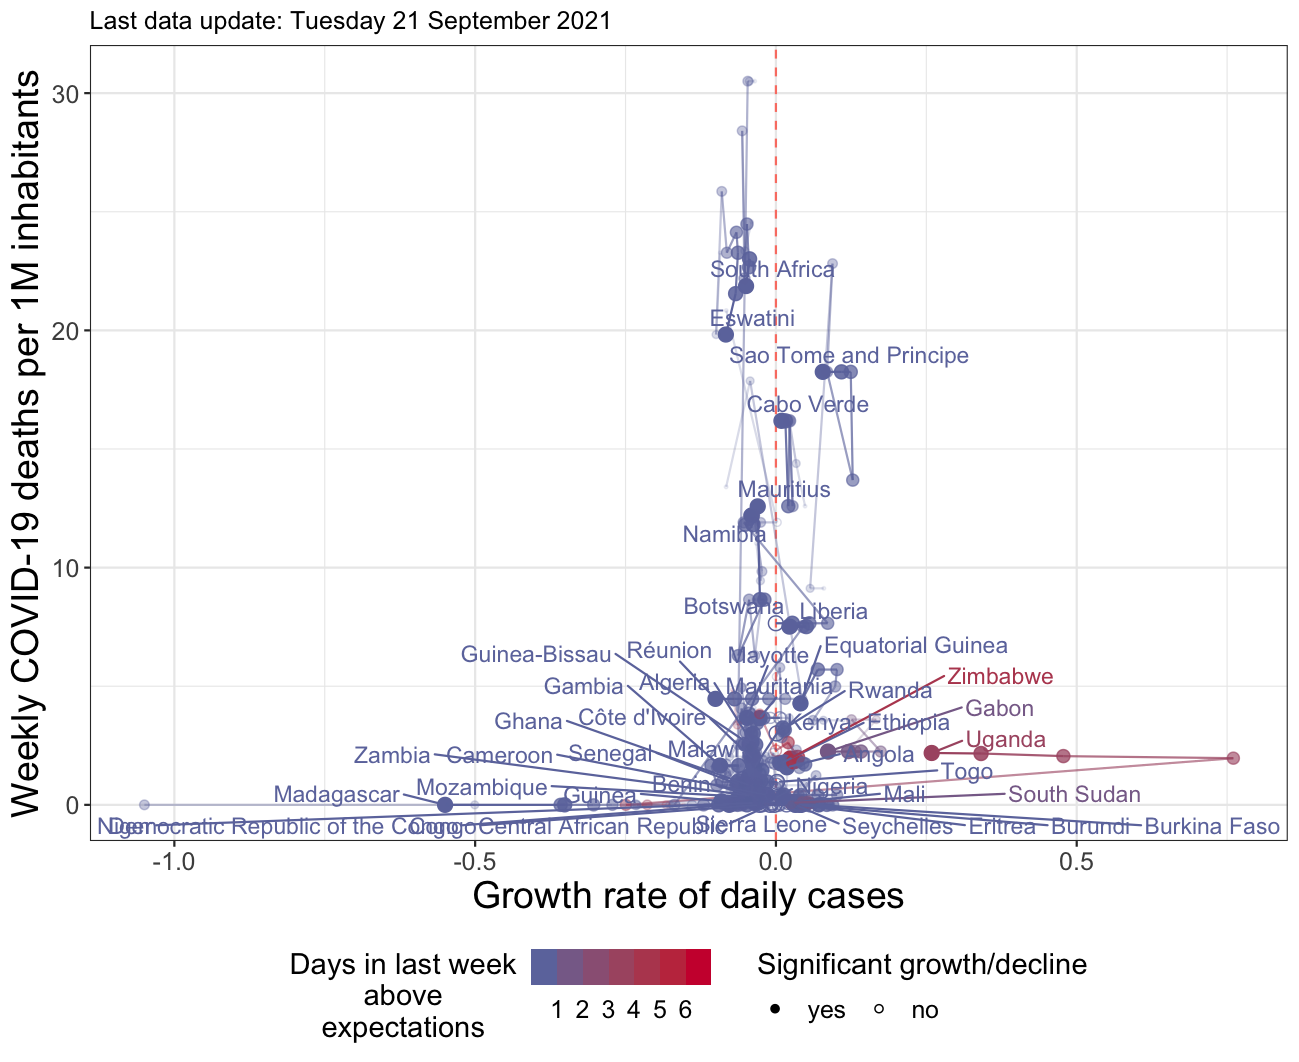 Last data update: Tuesday 21 September 2021
Weekly COVID-19 deaths per 1M inhabitants
30
20
10
0
South Africa
Eswatini
Sao Tome and Principe
Cabo Verde
Mauritius
Namibia
Botswana
Liberia
Equatorial Guinea
Réunion
Guinea-Bissau
Mayotte
Zimbabwe
Algeria
Gambia
Mauritania
Rwanda
Gabon
Côte d'Ivoire
Ghana
Kenya
Ethiopia
Uganda
Zambia
Cameroon
Senegal
Malawi
Angola
Togo
Mozambique
Benin
Nigeria
Madagascar
Guinea
Mali
South Sudan
Niger
Democratic Republic of the Congo
Congo
Central African Republic
Sierra Leone
Seychelles
Eritrea
Burundi
Burkina Faso
-1.0
-0.5
0.0
0.5
Growth rate of daily cases
Days in last week
above
expectations
1 2 3 4 5 6
Significant growth/decline
yes
no